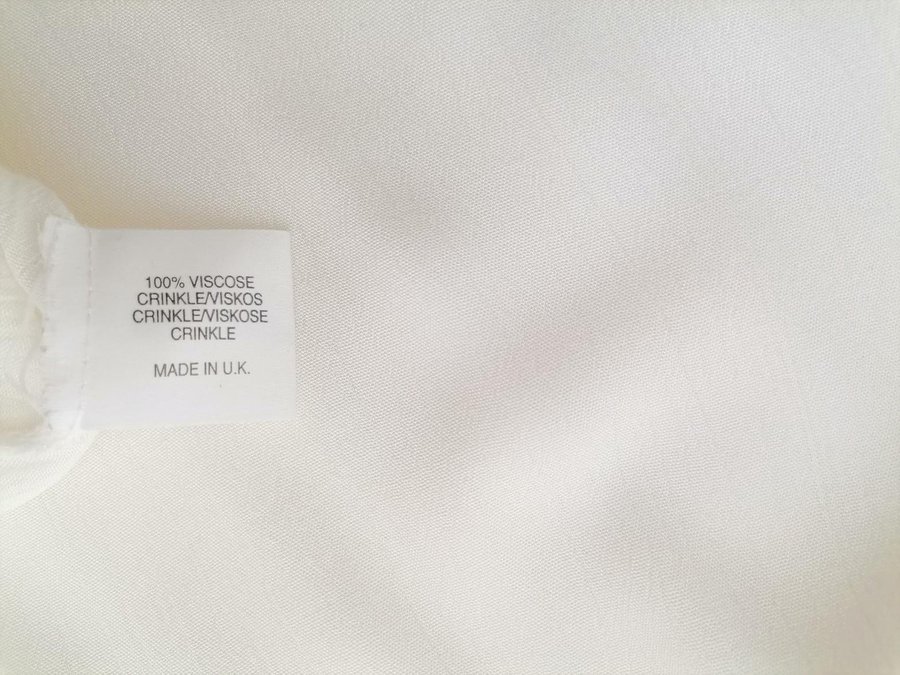 100% VISCOSE
CRINKLE/VISKOS
CRINKLE/VISKOSE
CRINKLE
MADE IN U.K.